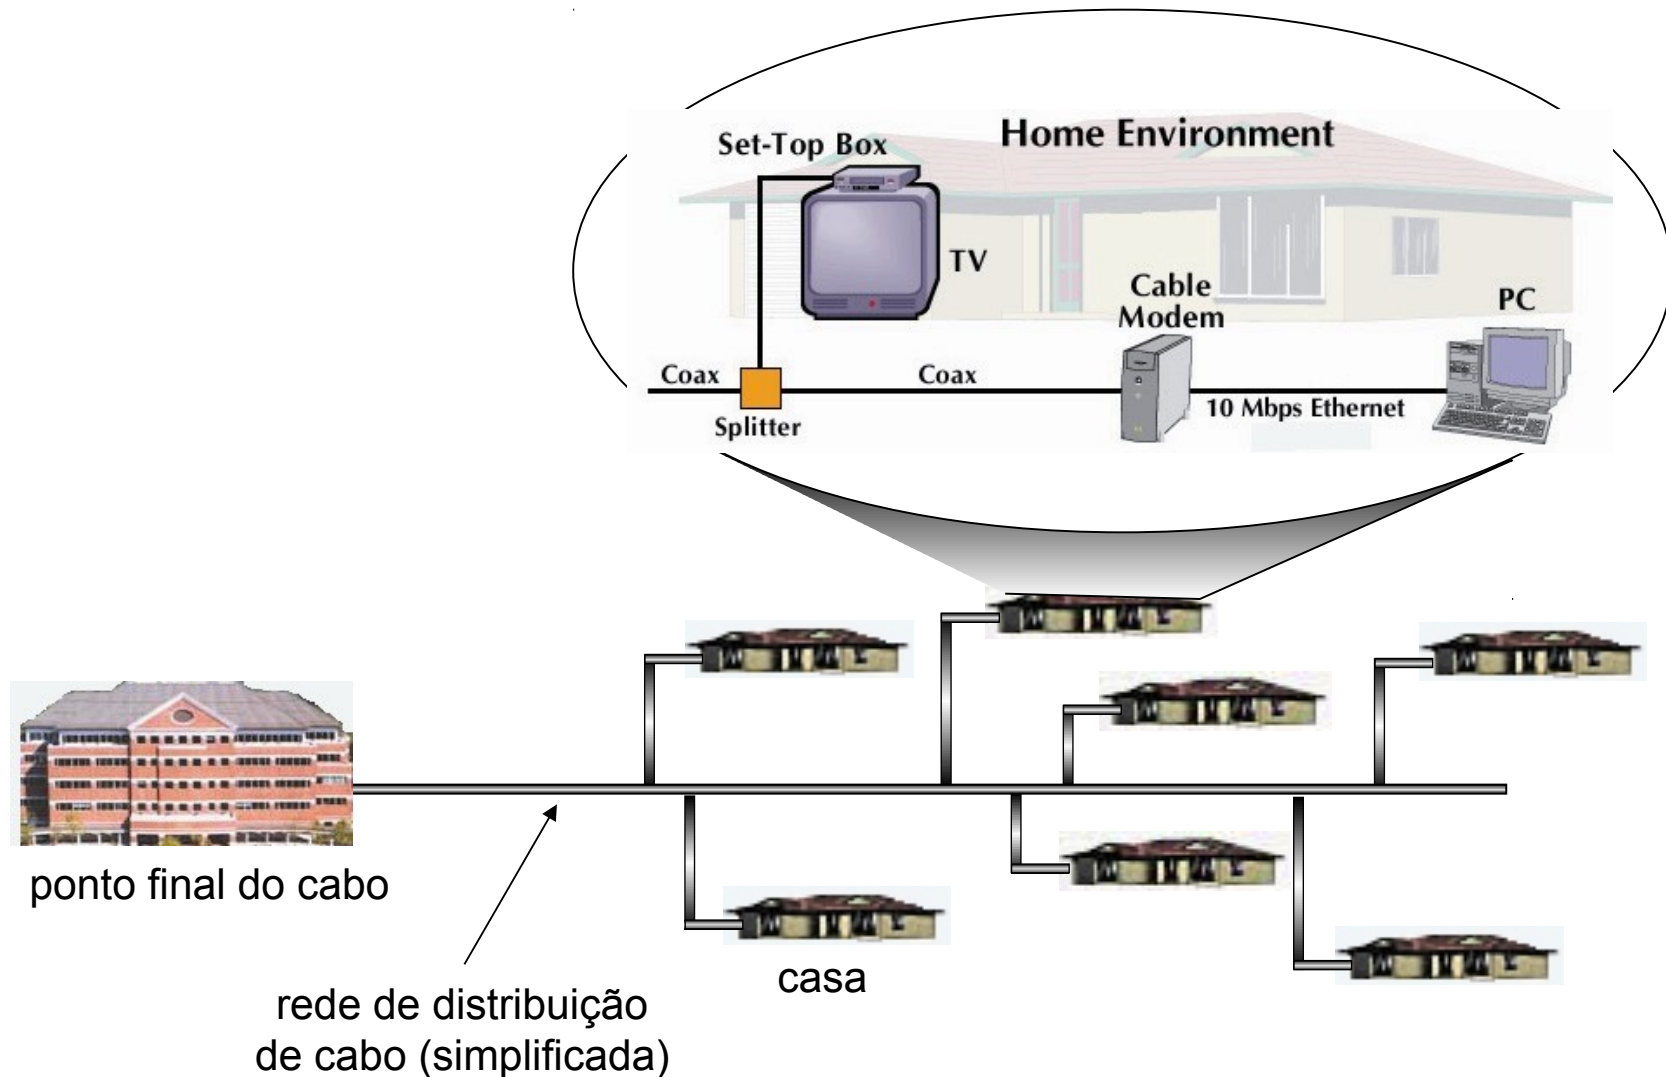 Home Environment
Set-Top Box
TV
Cable
Modem
PC
Coax
Coax
10 Mbps Ethernet
Splitter
ponto final do cabo
casa
rede de distribuição
de cabo (simplificada)